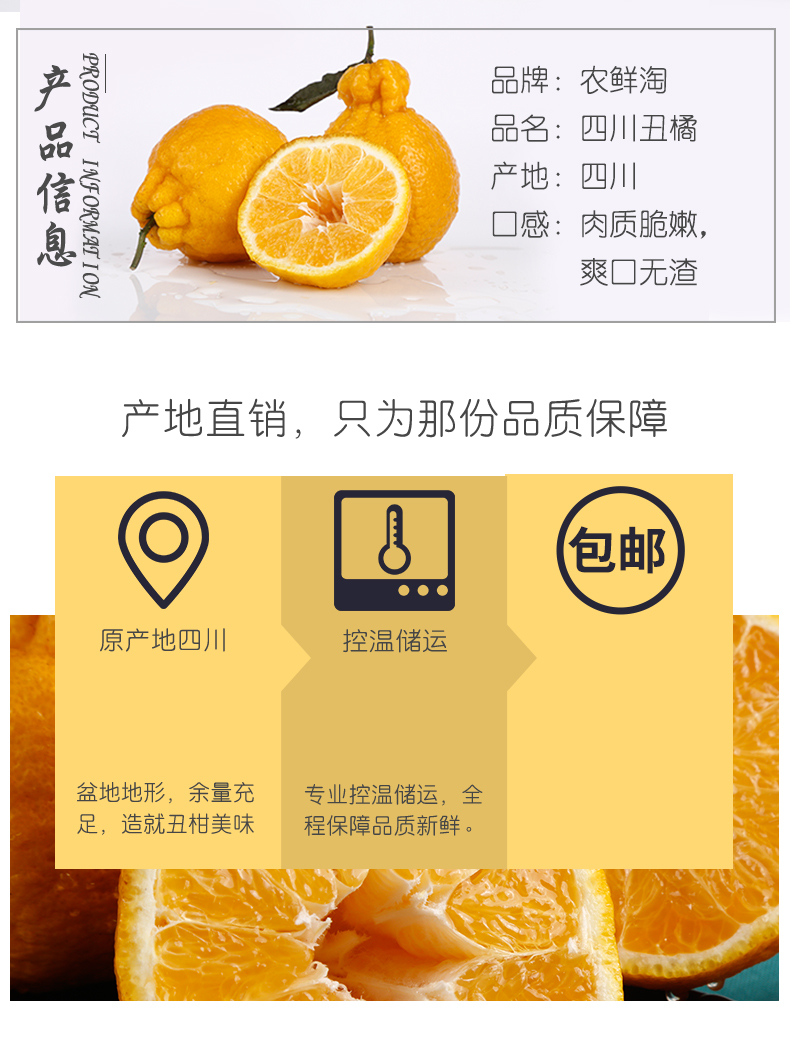 产品信息
PRODUCT INFORMATION
品牌：农鲜淘
品名：四川丑橘
产地：四川
口感：肉质脆嫩，
爽口无渣
产地直销，只为那份品质保障
包邮
原产地四川
控温储运
盆地地形，余量充
足，造就丑柑美味
专业控温储运，全
程保障品质新鲜。